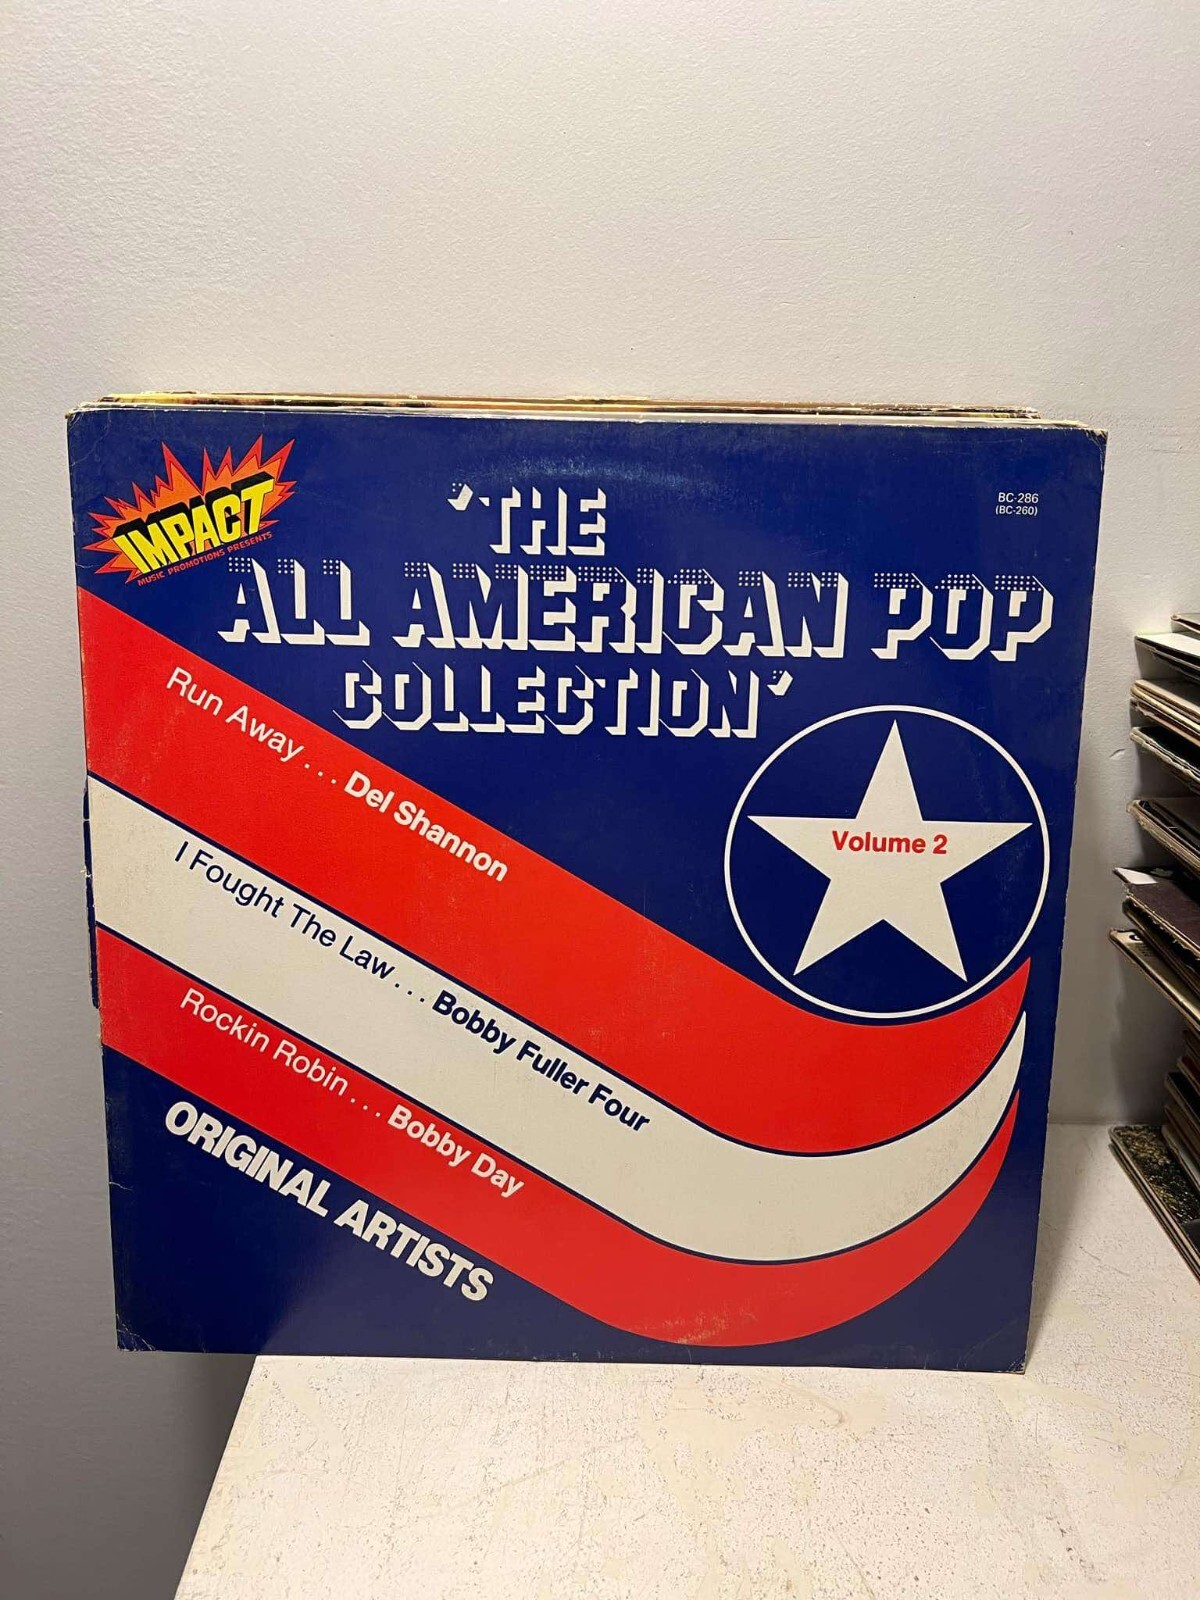 IMPACT
MUSIC PROMOTIONS PRESENTS
BC-286
(BC-260)
'THE
ALL AMERICAN POP
COLLECTION'
Volume 2
Run Away... Del Shannon
I Fought The Law... Bobby Fuller Four
Rockin Robin... Bobby Day
ORIGINAL ARTISTS